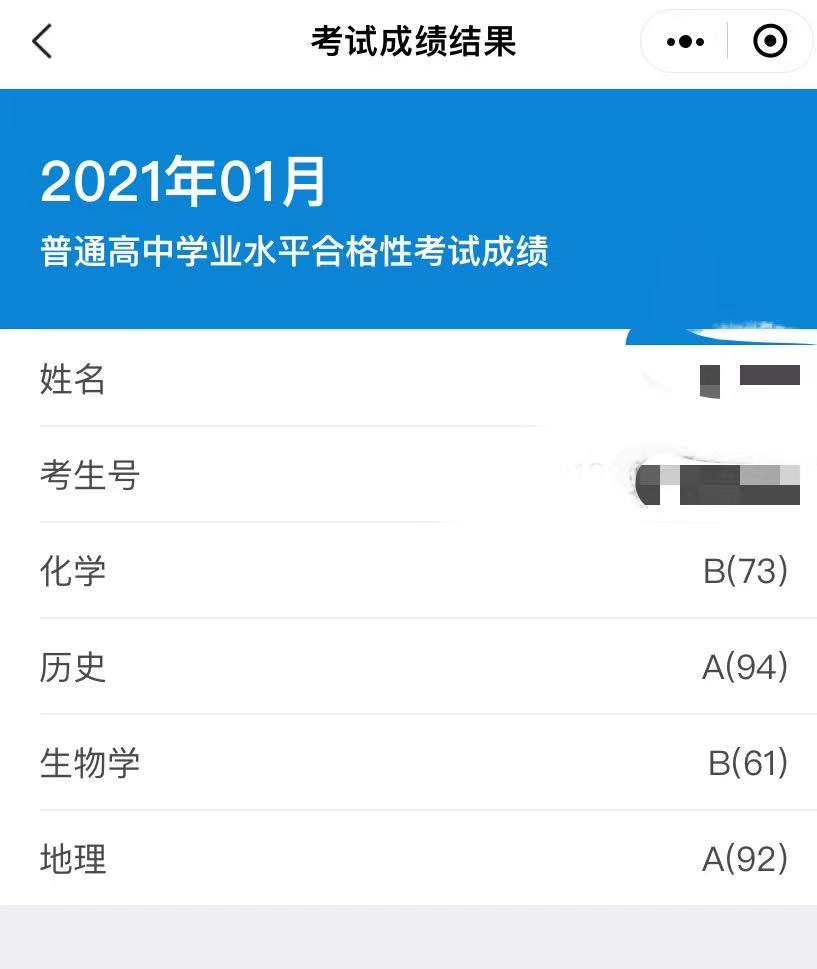 考试成绩结果
2021年01月
普通高中学业水平合格性考试成绩
姓名
考生号
化学 B(73)
历史 A(94)
生物学 B(61)
地理 A(92)